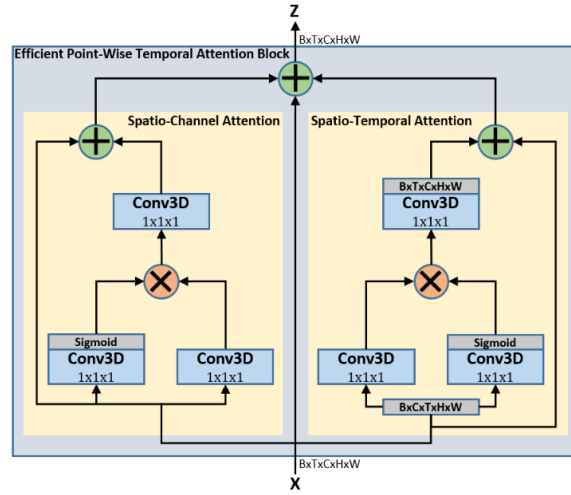 Z
BxTxCxHxW
Efficient Point-Wise Temporal Attention Block
Spatio-Channel Attention
Spatio-Temporal Attention
BxTxCxHxW
Conv3D
1x1x1
Conv3D
1x1x1
Sigmoid
Conv3D
1x1x1
Conv3D
1x1x1
Conv3D
1x1x1
Sigmoid
Conv3D
1x1x1
BxCxTxHxW
BxTxCxHxW
X